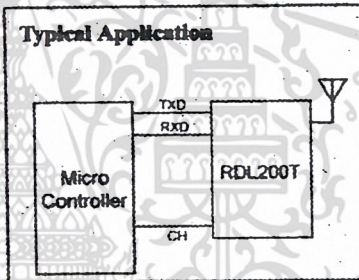 Typical Application
TXD
RXD
Micro
Controller
RDL200T
CH